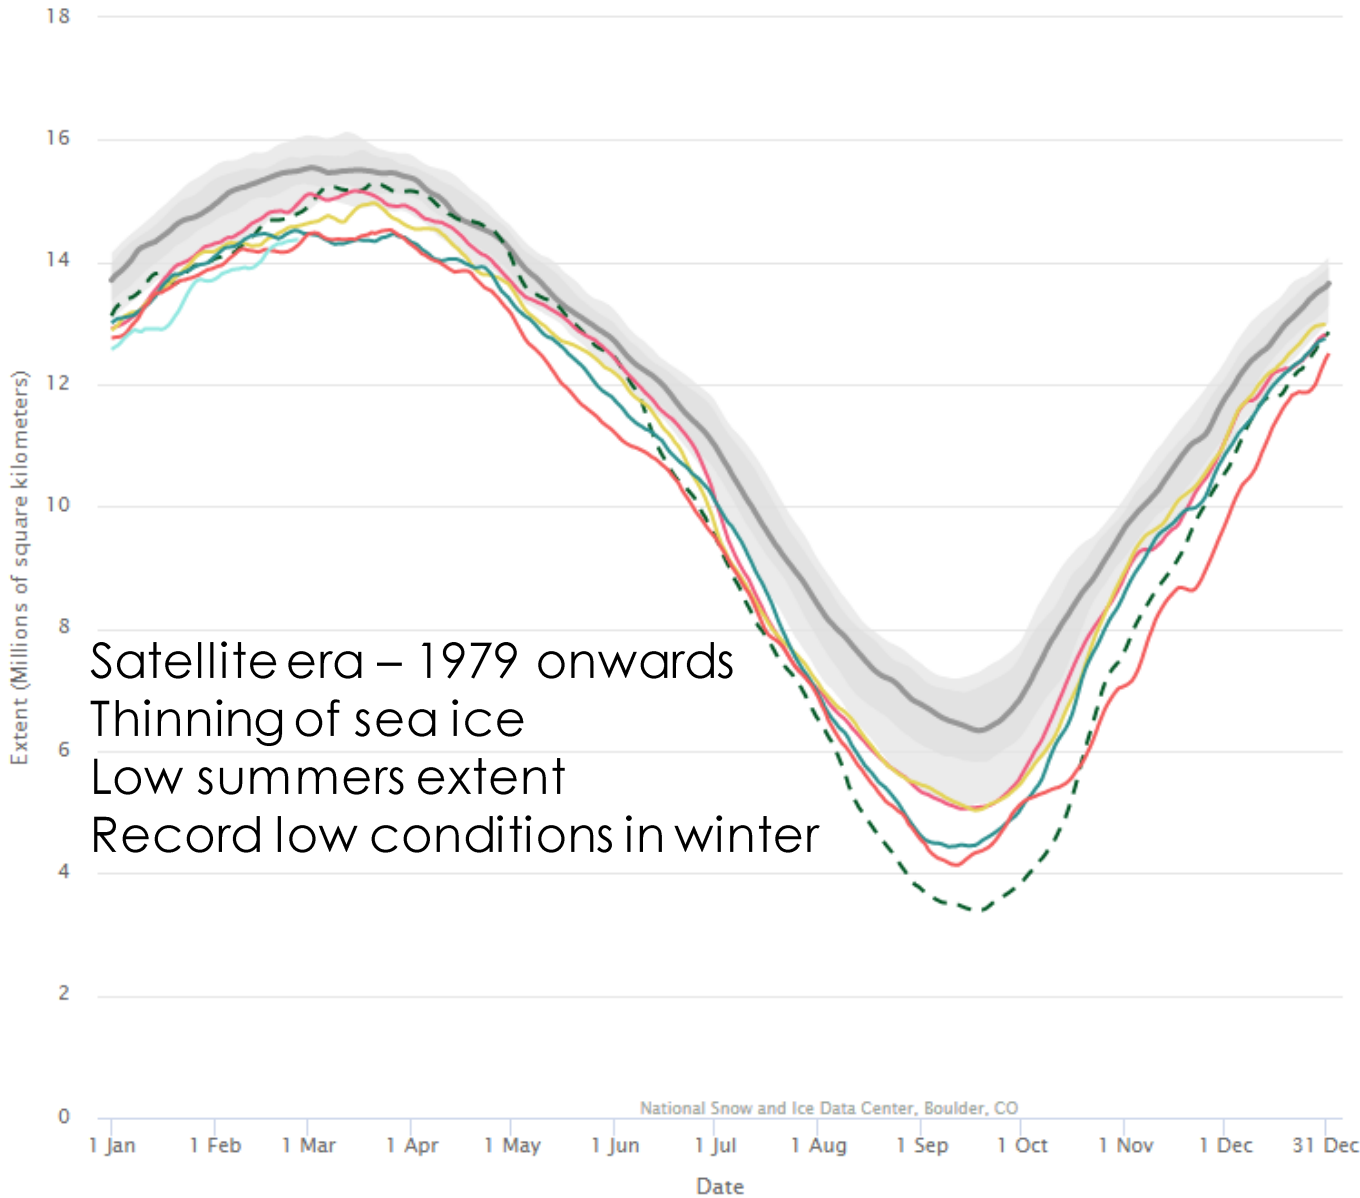 18
16
14
12
10
8
6
4
2
0
Extent (Millions of square kilometers)
Satellite era – 1979 onwards
Thinning of sea ice
Low summers extent
Record low conditions in winter
National Snow and Ice Data Center, Boulder, CO
1 Jan 1 Feb 1 Mar 1 Apr 1 May 1 Jun 1 Jul 1 Aug 1 Sep 1 Oct 1 Nov 1 Dec 31 Dec
Date